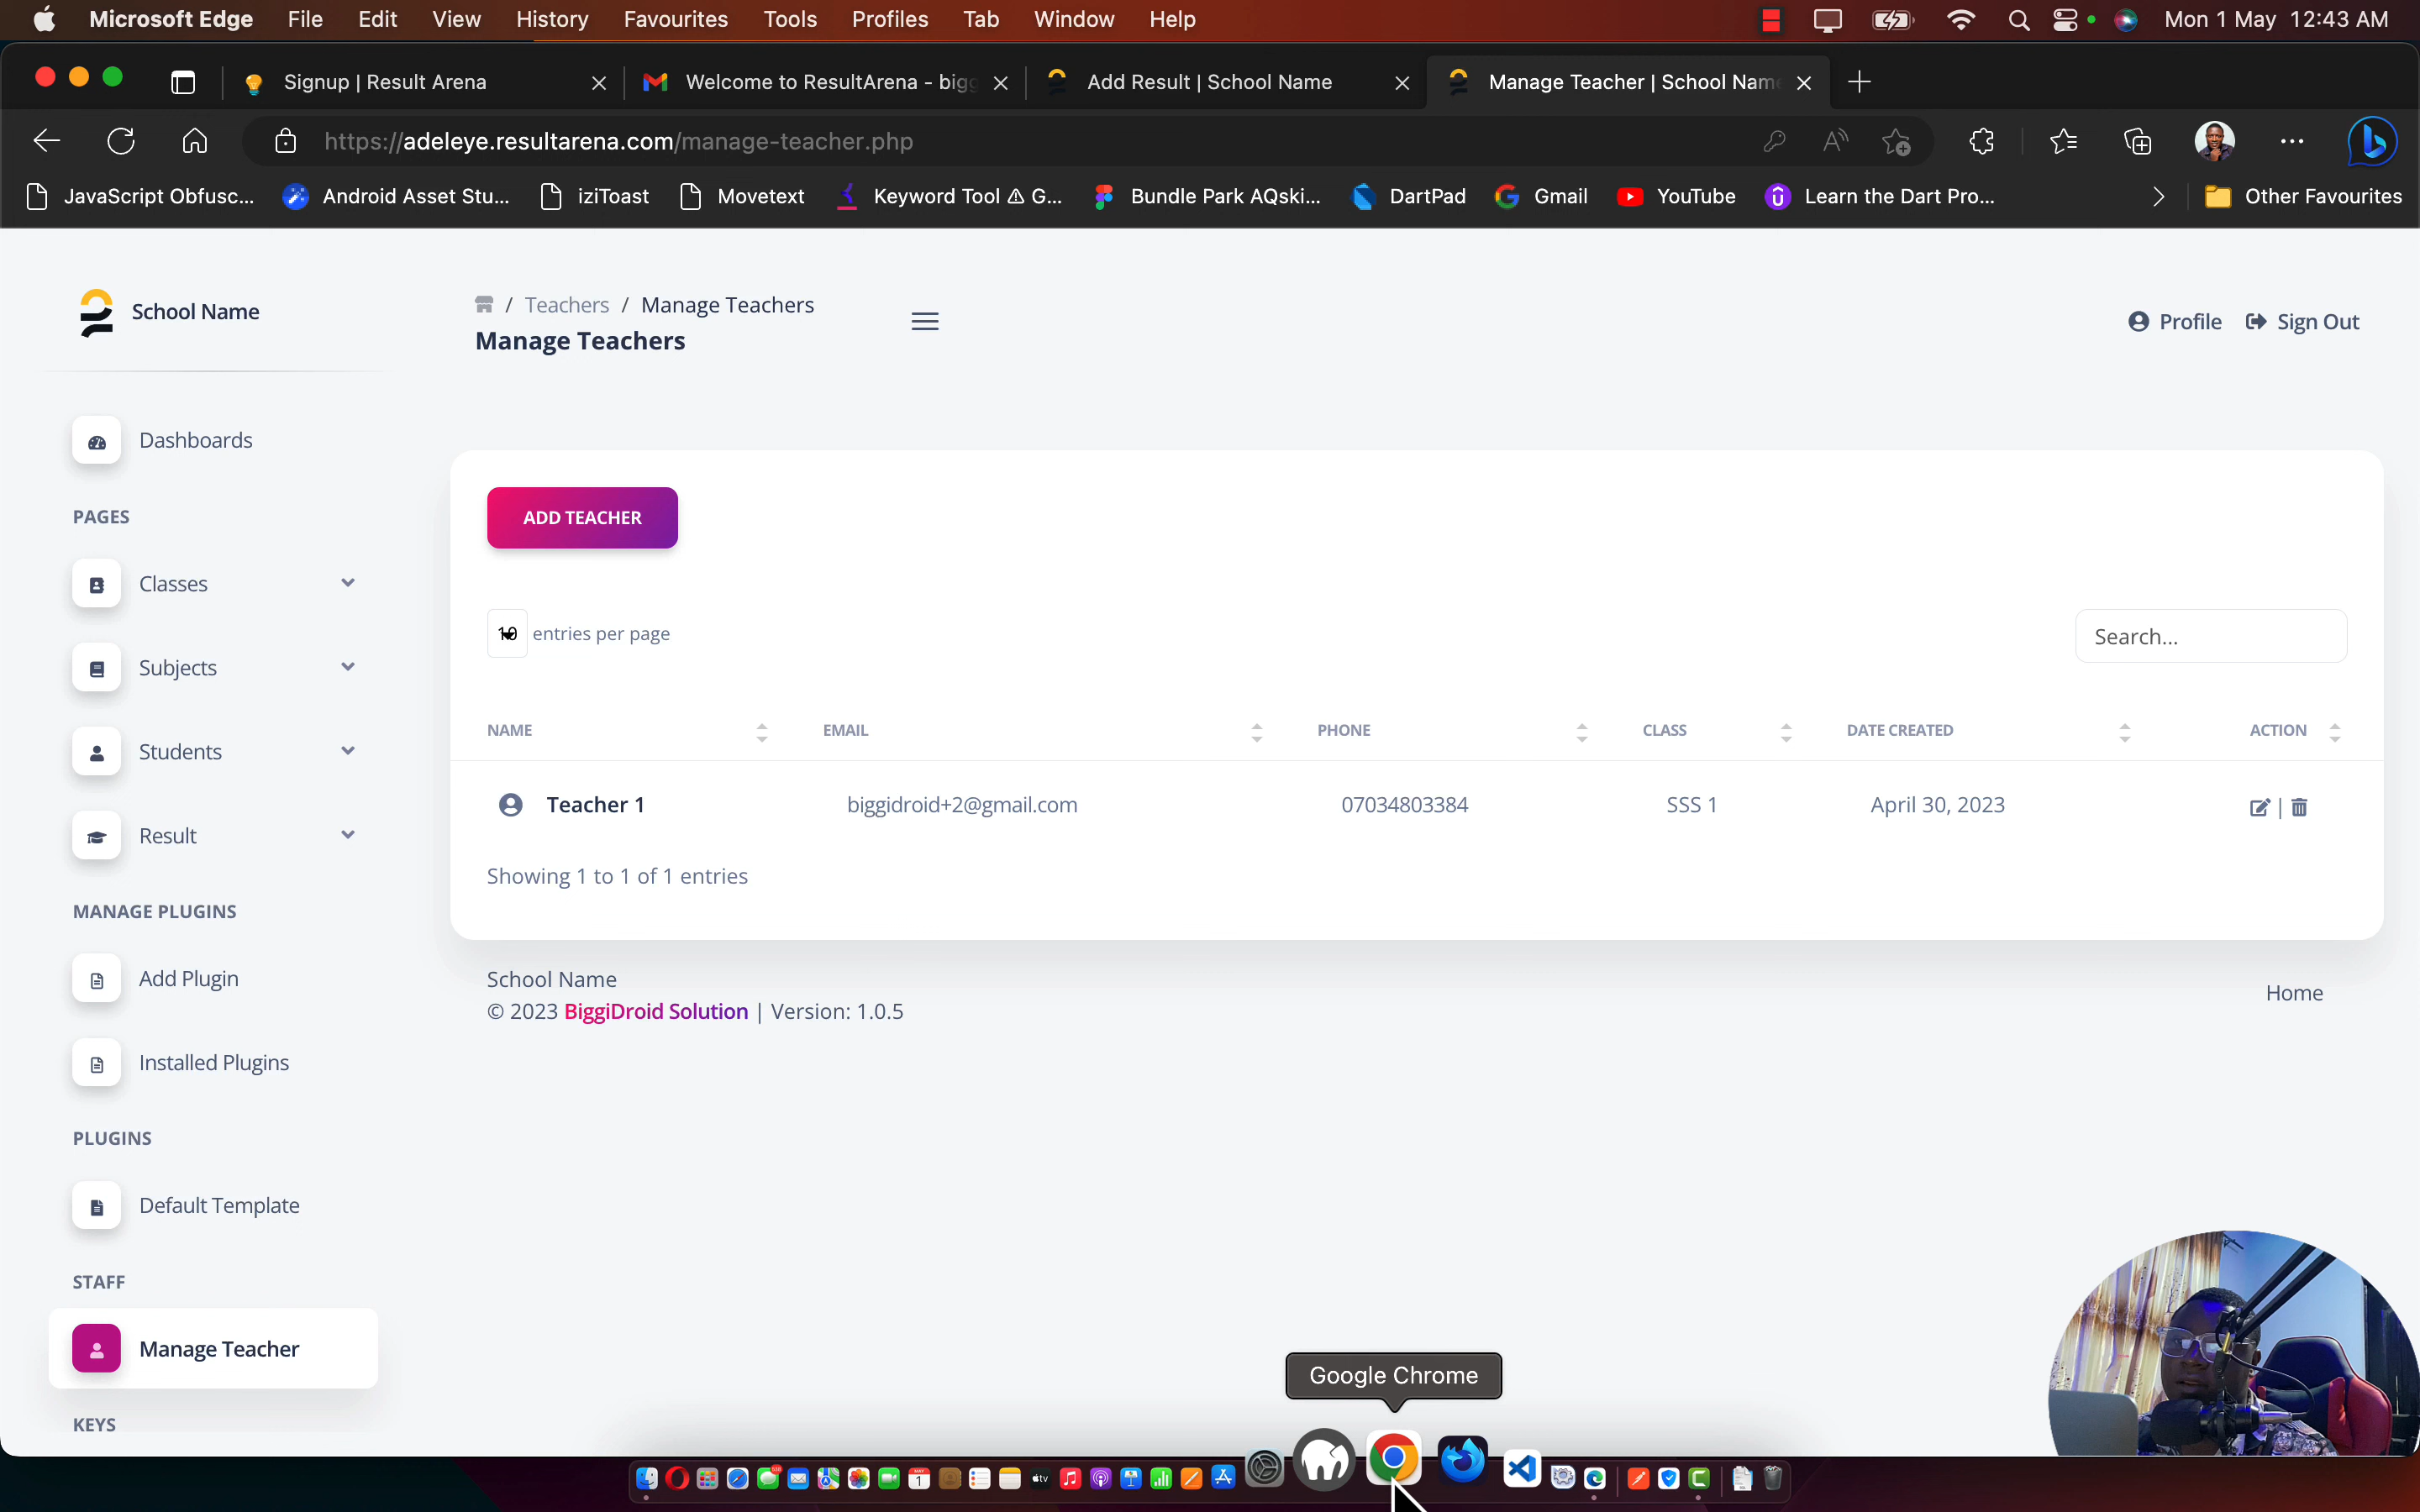 Microsoft Edge File Edit View History Favourites Tools Profiles Tab Window Help Mon 1 May 12:43 AM
Signup | Result Arena Welcome to ResultArena - bigg Add Result | School Name Manage Teacher | School Name
https://adeleye.resultarena.com/manage-teacher.php
JavaScript Obfusc... Android Asset Stu... iziToast Movetext Keyword Tool ⚠ G... Bundle Park AQski... DartPad Gmail YouTube Learn the Dart Pro... Other Favourites
School Name
/ Teachers / Manage Teachers
Manage Teachers
Profile Sign Out
Dashboards
PAGES
Classes
Subjects
Students
Result
MANAGE PLUGINS
Add Plugin
Installed Plugins
PLUGINS
Default Template
STAFF
Manage Teacher
KEYS
ADD TEACHER
10 entries per page
Search...
NAME EMAIL PHONE CLASS DATE CREATED ACTION
Teacher 1 biggidroid+2@gmail.com 07034803384 SSS 1 April 30, 2023 |
Showing 1 to 1 of 1 entries
School Name
© 2023 BiggiDroid Solution | Version: 1.0.5
Home
Google Chrome